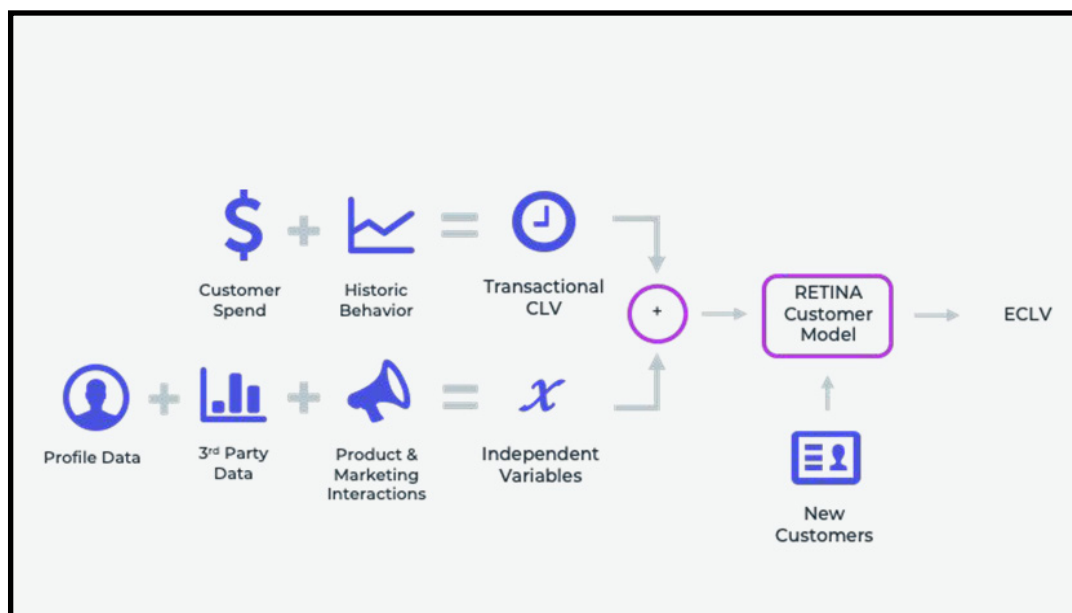 Customer
Spend
Historic
Behavior
Transactional
CLV
+
RETINA
Customer
Model
ECLV
Profile Data
3rd Party
Data
Product &
Marketing
Interactions
x
Independent
Variables
New
Customers